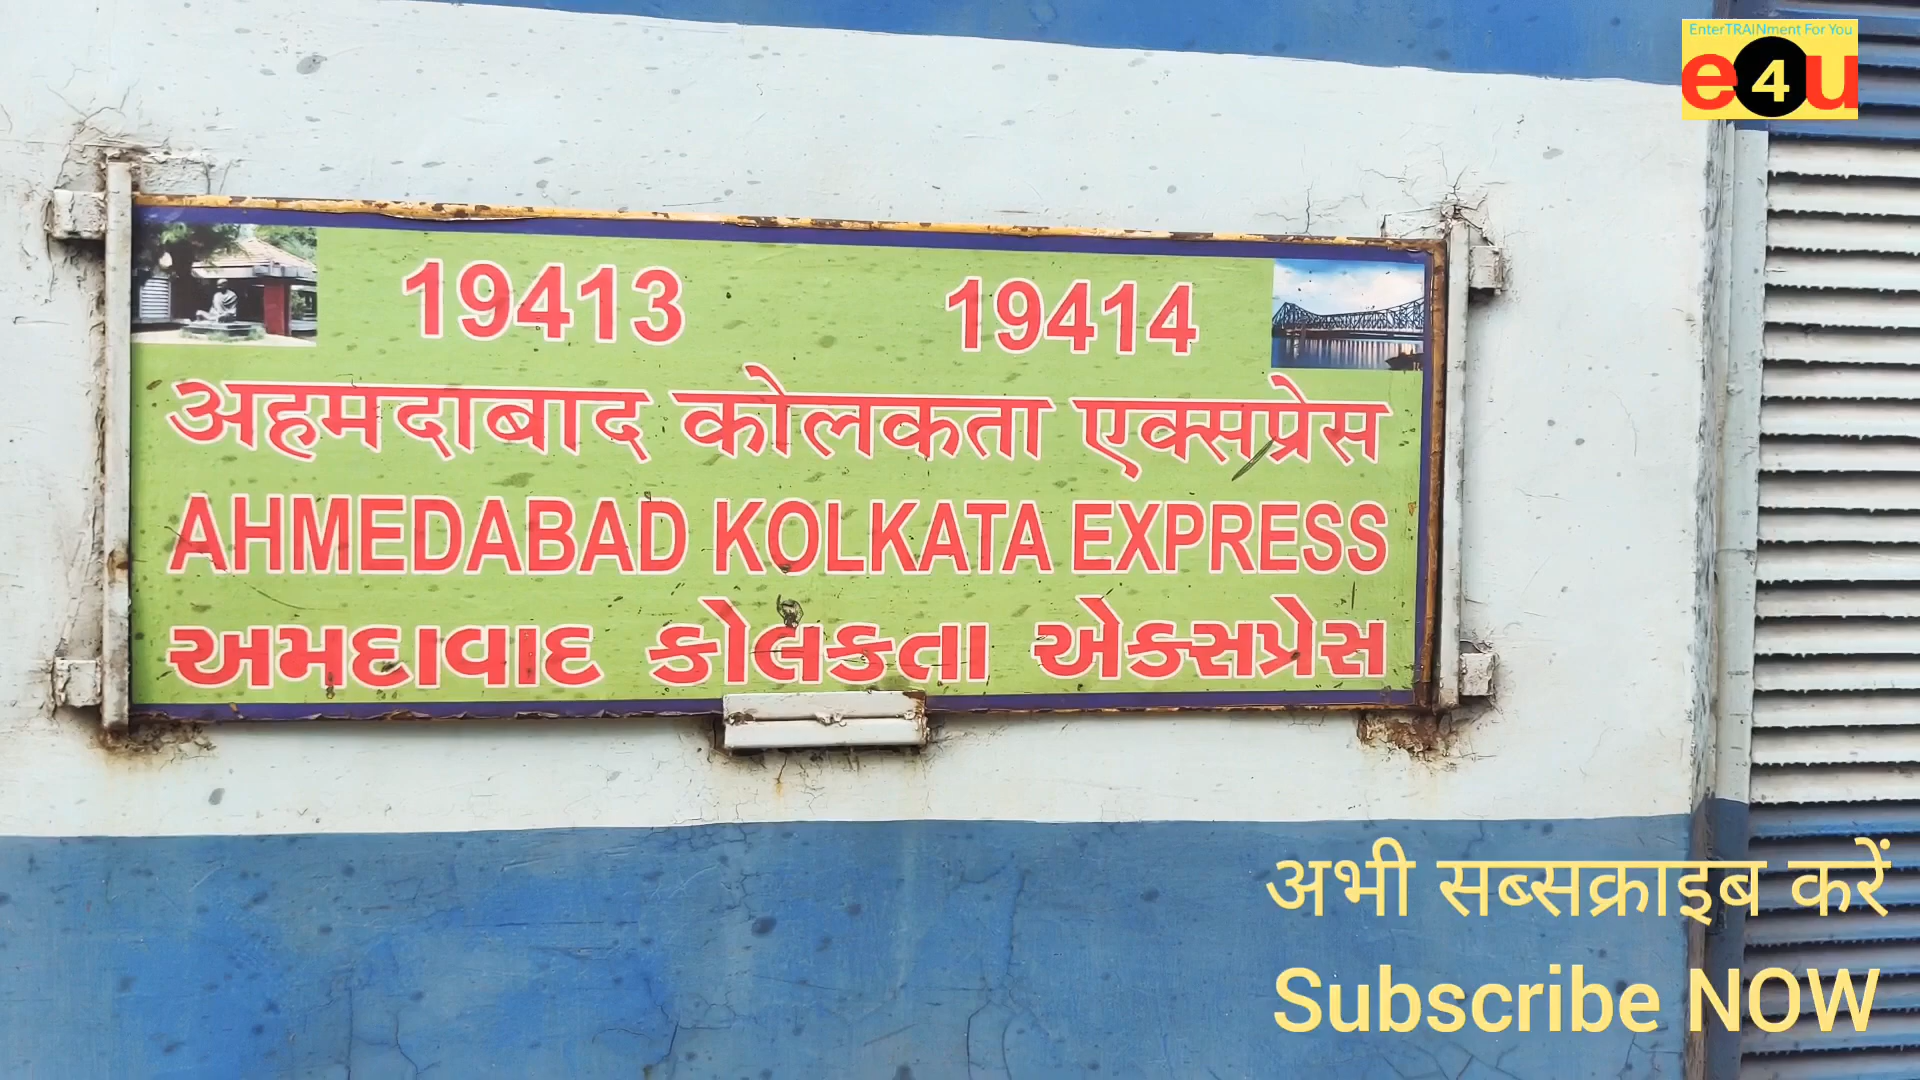 EnterTRAINment For You
e4u
19413 19414
अहमदाबाद कोलकता एक्सप्रेस
AHMEDABAD KOLKATA EXPRESS
અમદાવાદ કોલકતા એક્સપ્રેસ
अभी सब्सक्राइब करें
Subscribe NOW